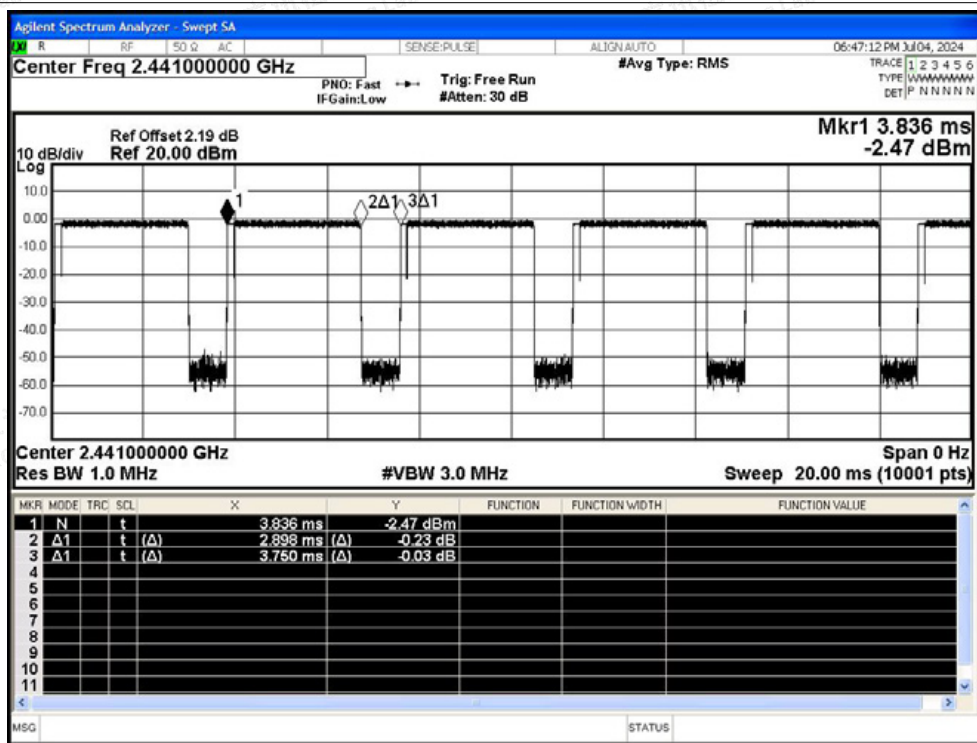 Agilent Spectrum Analyzer - Swept SA
R RF 50 Ω AC SENSE:PULSE ALIGN AUTO 06:47:12 PM Jul 04, 2024
Center Freq 2.441000000 GHz #Avg Type: RMS TRACE 1 2 3 4 5 6
PNO: Fast Trig: Free Run TYPE WWWWWW
IFGain:Low #Atten: 30 dB DET P N N N N N
Mkr1 3.836 ms
Ref Offset 2.19 dB
10 dB/div Ref 20.00 dBm -2.47 dBm
Log
10.0
1 2Δ1 3Δ1
0.00
-10.0
-20.0
-30.0
-40.0
-50.0
-60.0
-70.0
Center 2.441000000 GHz Span 0 Hz
Res BW 1.0 MHz #VBW 3.0 MHz Sweep 20.00 ms (10001 pts)
MKR MODE TRC SCL X Y FUNCTION FUNCTION WIDTH FUNCTION VALUE
1 N t 3.836 ms -2.47 dBm
2 Δ1 t (Δ) 2.898 ms (Δ) -0.23 dB
3 Δ1 t (Δ) 3.750 ms (Δ) -0.03 dB
4
5
6
7
8
9
10
11
MSG STATUS